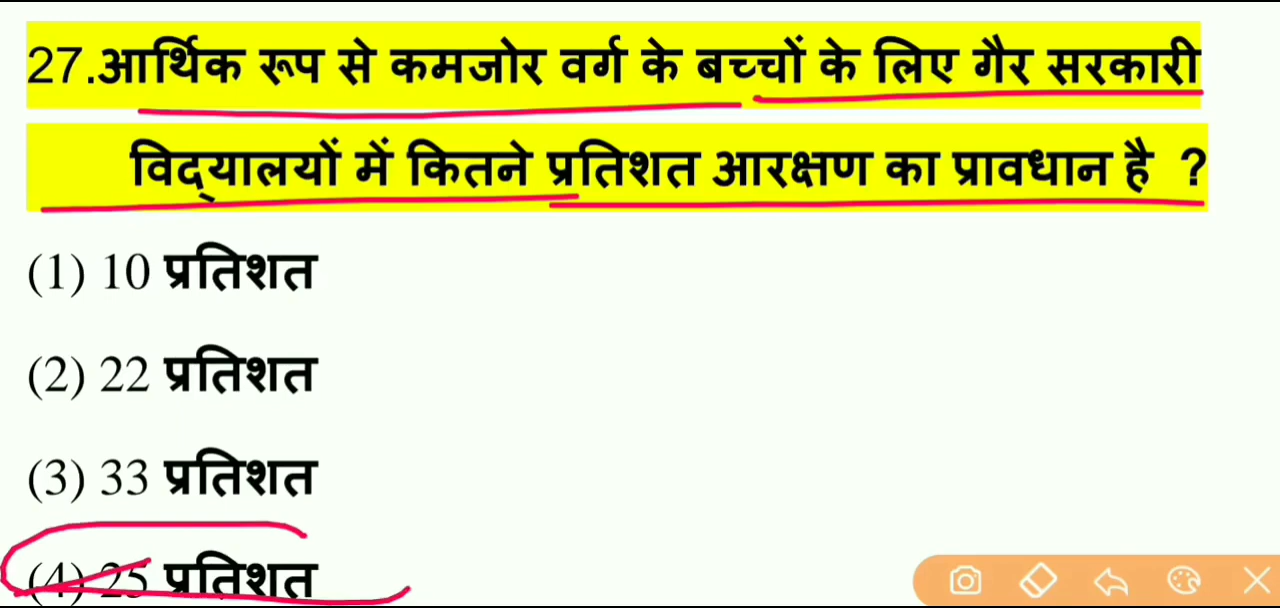 27.आर्थिक रूप से कमजोर वर्ग के बच्चों के लिए गैर सरकारी
विद्यालयों में कितने प्रतिशत आरक्षण का प्रावधान है ?
(1) 10 प्रतिशत
(2) 22 प्रतिशत
(3) 33 प्रतिशत
(4) 25 प्रतिशत